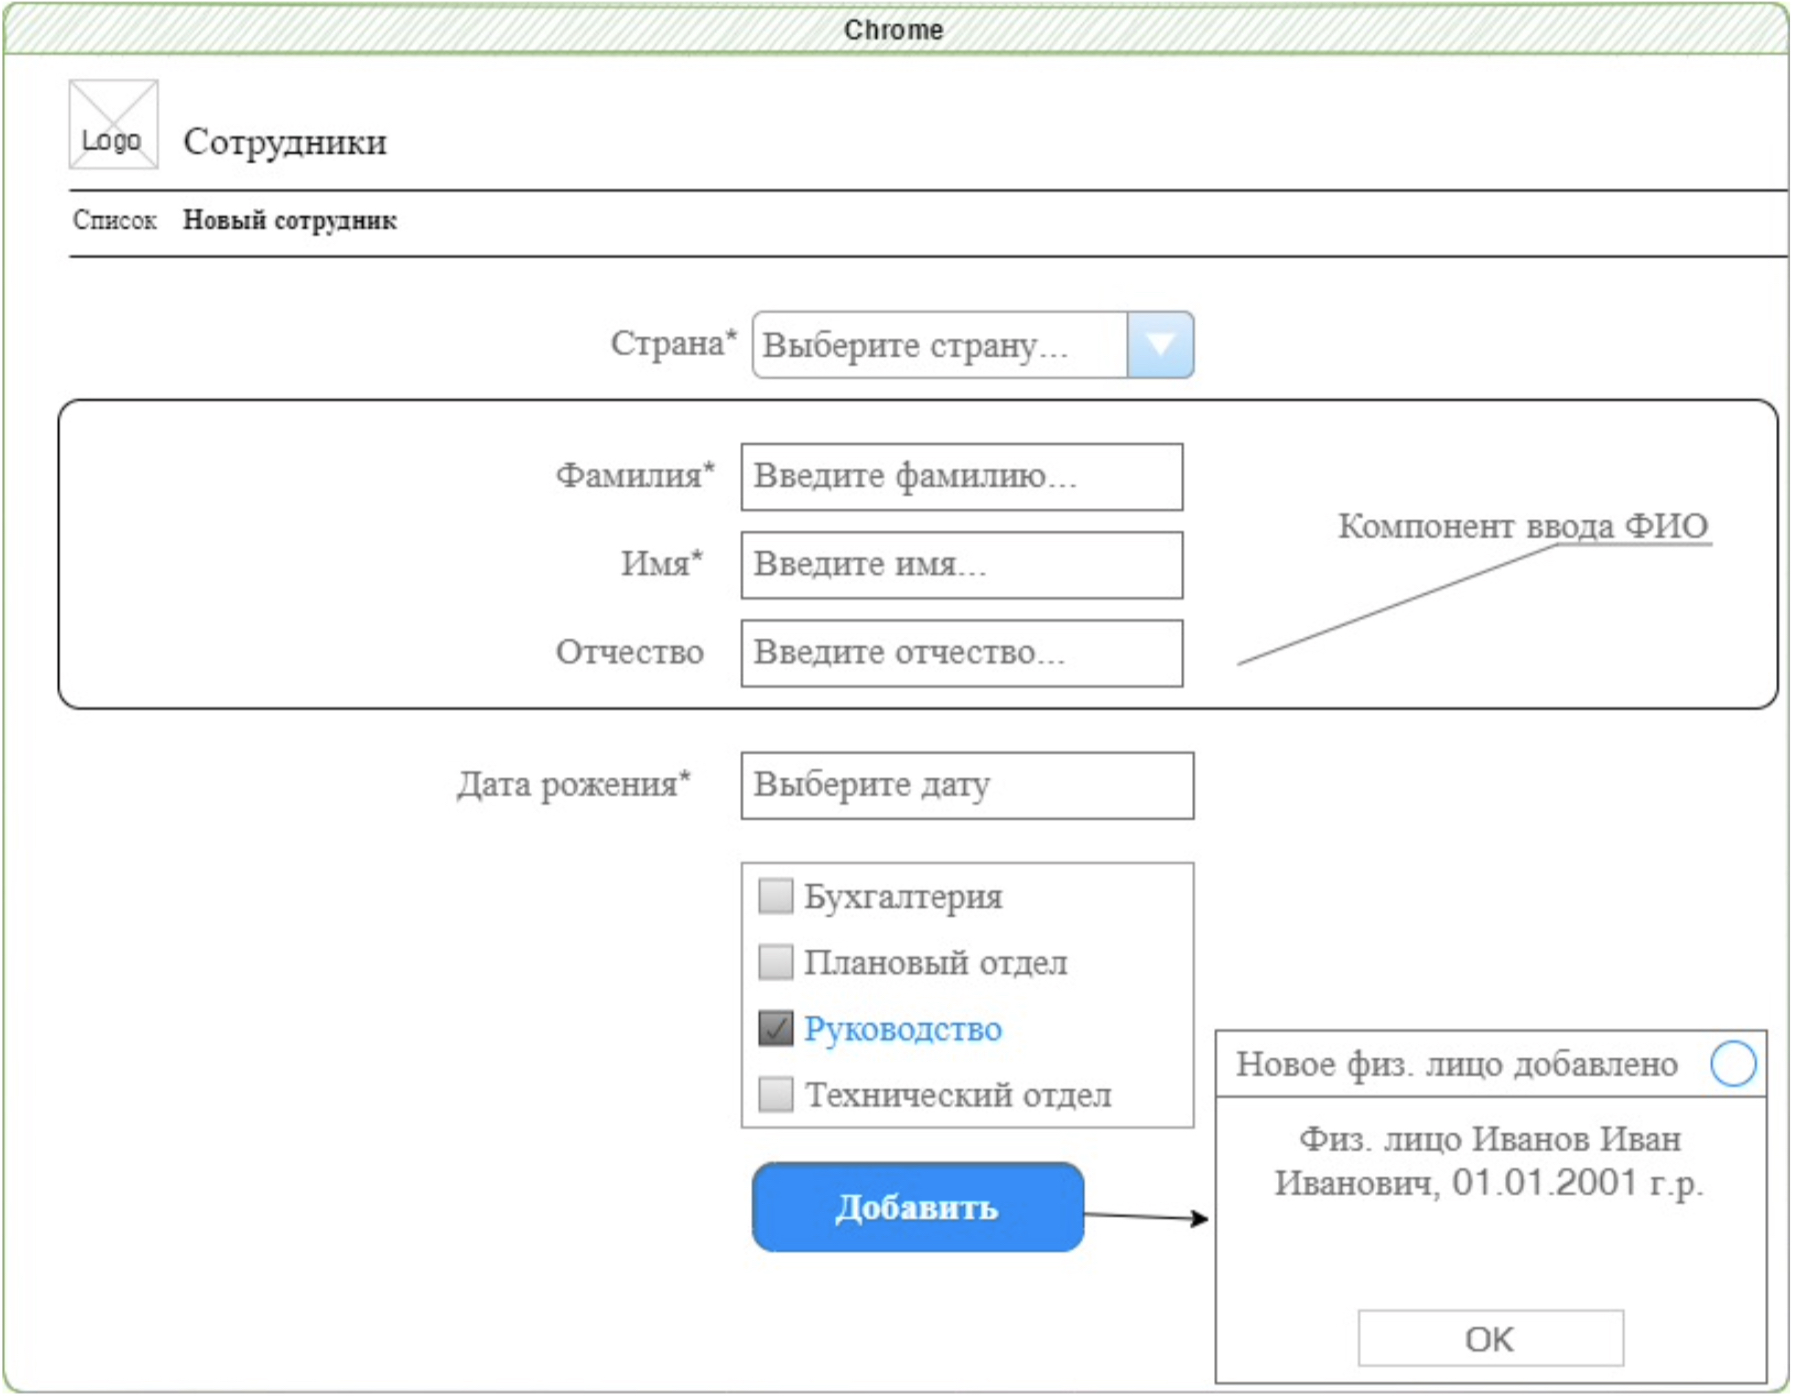 Chrome
Logo
Сотрудники
Список Новый сотрудник
Страна* Выберите страну...
Фамилия* Введите фамилию...
Компонент ввода ФИО
Имя* Введите имя...
Отчество Введите отчество...
Дата рожения* Выберите дату
Бухгалтерия
Плановый отдел
Руководство
Технический отдел
Добавить
Новое физ. лицо добавлено
Физ. лицо Иванов Иван
Иванович, 01.01.2001 г.р.
OK